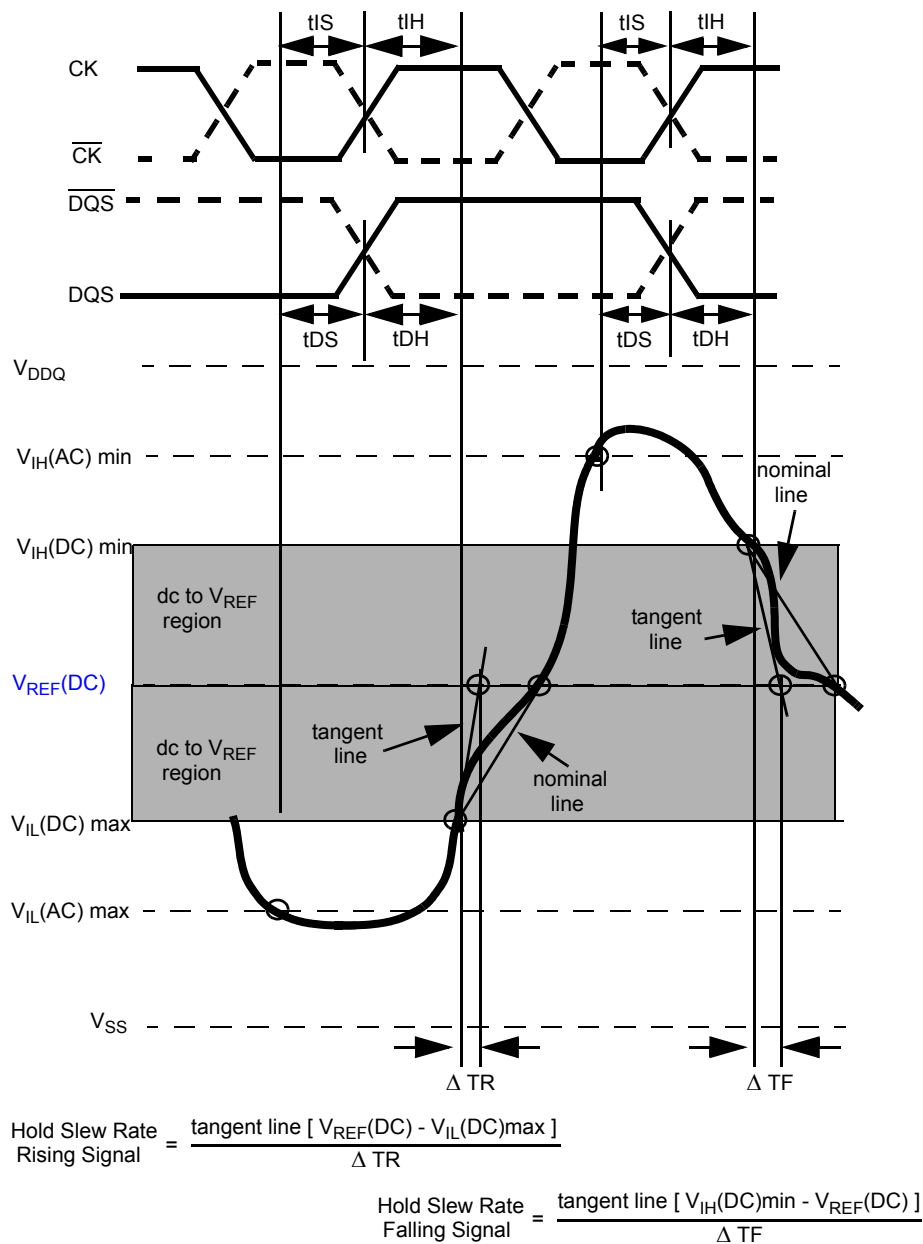 tIS tIH tIS tIH
CK
CK
DQS
DQS
tDS tDH tDS tDH
VDDQ
VIH(AC) min
nominal
line
VIH(DC) min
dc to VREF
region
tangent
line
VREF(DC)
tangent
line
dc to VREF
region
nominal
line
VIL(DC) max
VIL(AC) max
VSS
Δ TR Δ TF
Hold Slew Rate
Rising Signal = tangent line [ VREF(DC) - VIL(DC)max ]
Δ TR
Hold Slew Rate
Falling Signal = tangent line [ VIH(DC)min - VREF(DC) ]
Δ TF